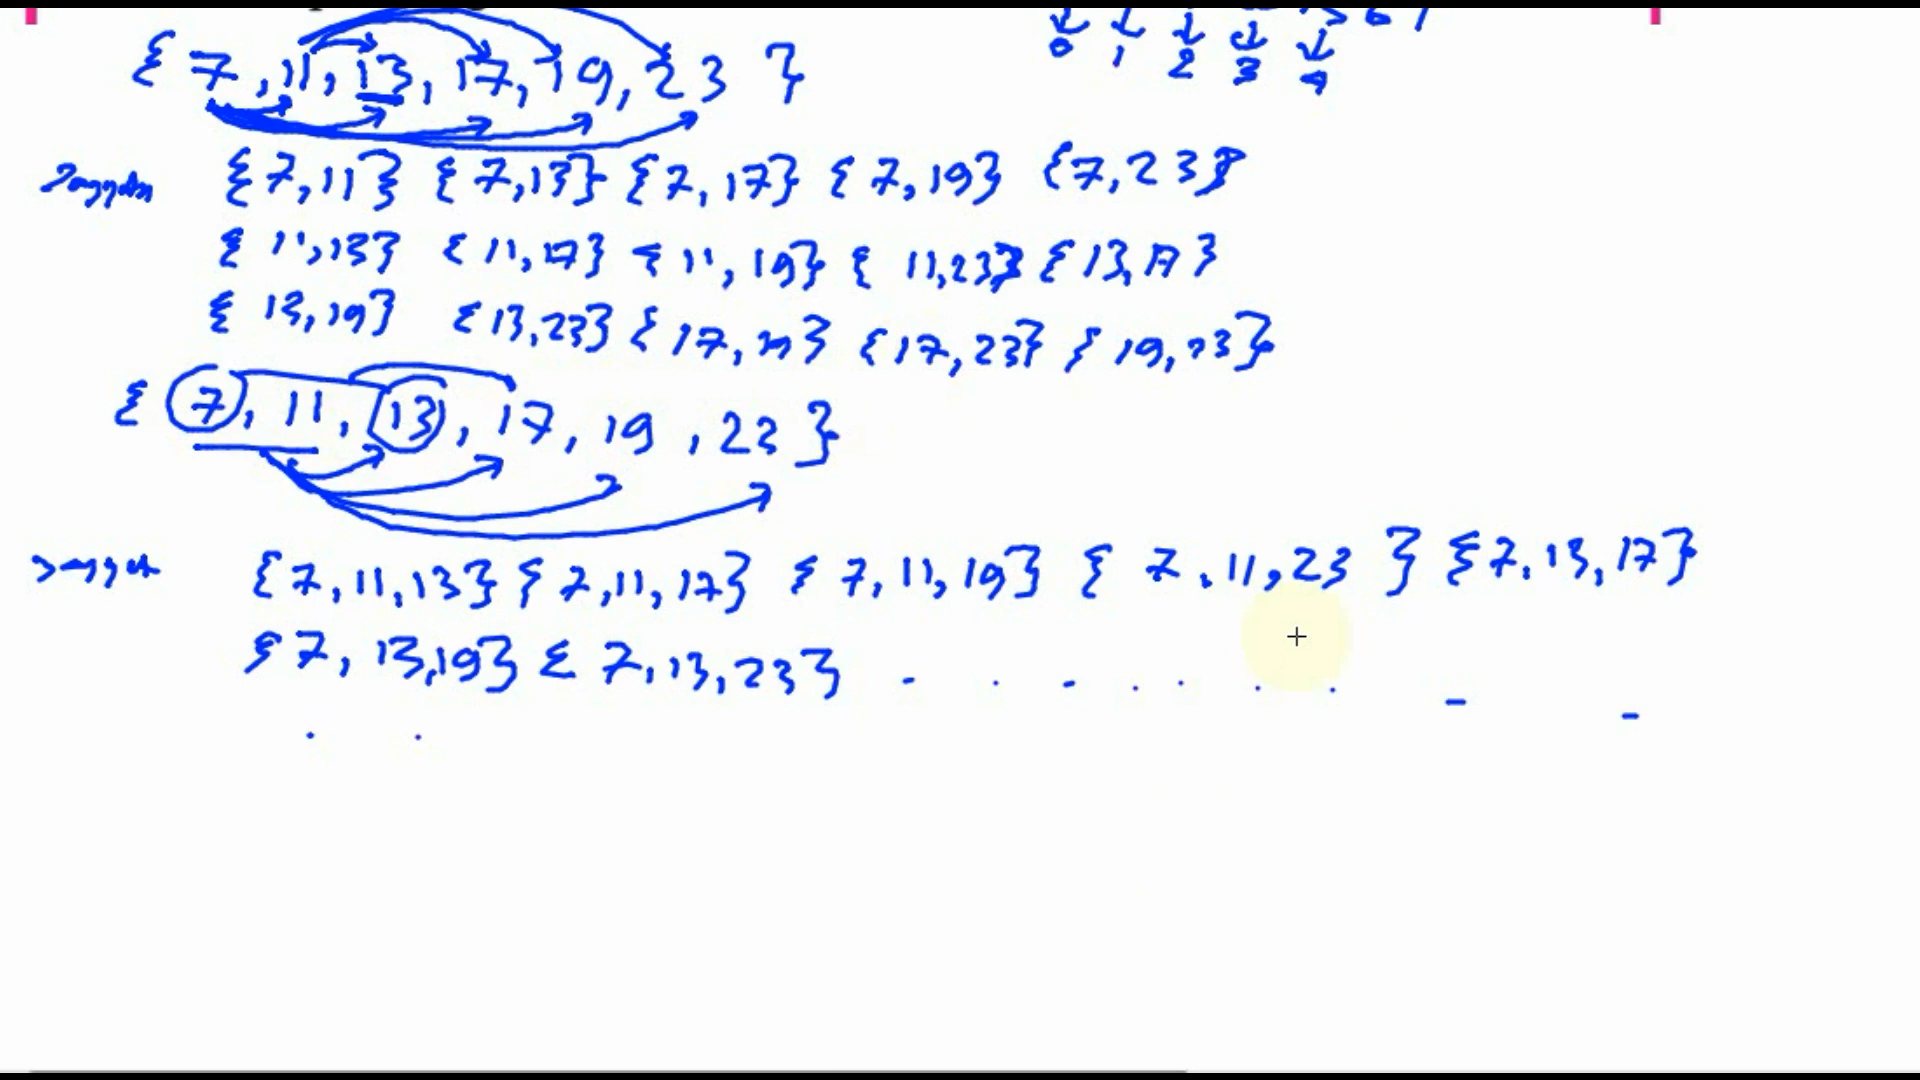 { 7, 11, 13, 17, 19, 23 }
0 1 2 3 4
{7,11} {7,13} {7,17} {7,19} {7,23}
{11,13} {11,17} {11,19} {11,23} {13,17}
{13,19} {13,23} {17,19} {17,23} {19,23}
{ 7, 11, 13, 17, 19, 23 }
{7,11,13} {7,11,17} {7,11,19} {7,11,23} {7,13,17}
{7,13,19} {7,13,23} . . . . . . . - -
. .